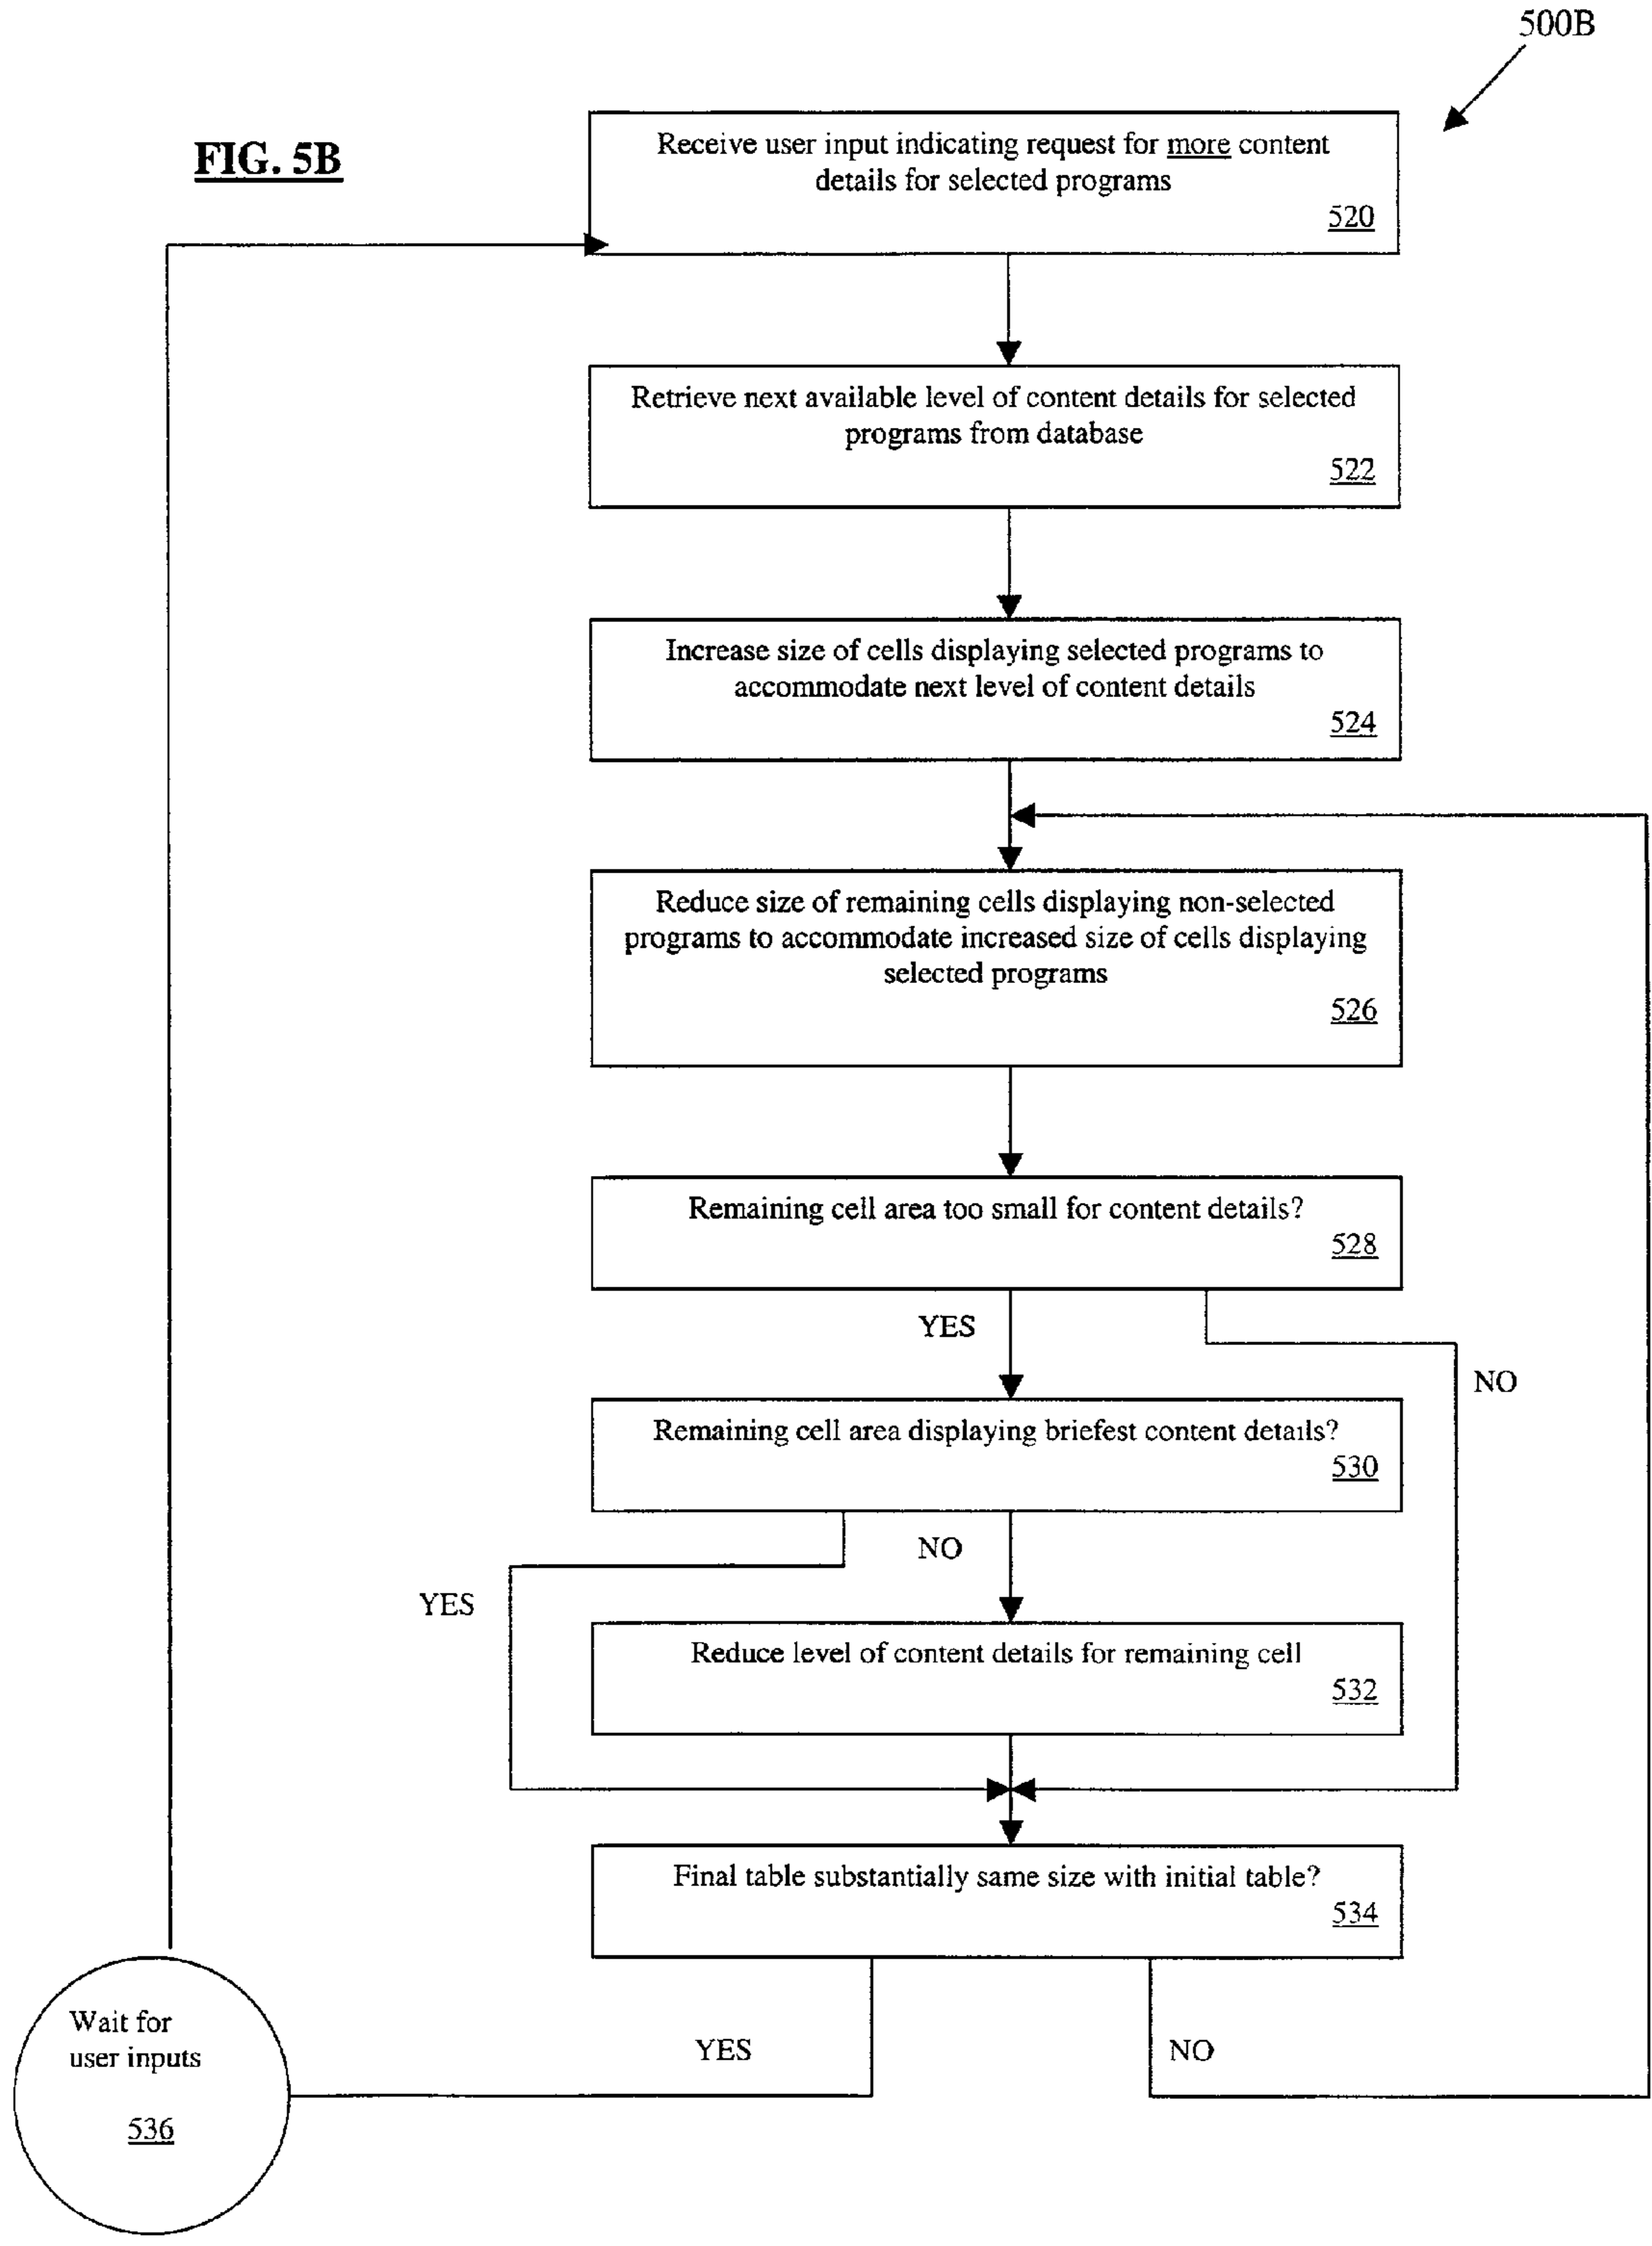 500B
FIG. 5B
Receive user input indicating request for more content
details for selected programs
520
Retrieve next available level of content details for selected
programs from database
522
Increase size of cells displaying selected programs to
accommodate next level of content details
524
Reduce size of remaining cells displaying non-selected
programs to accommodate increased size of cells displaying
selected programs
526
Remaining cell area too small for content details?
528
YES
NO
Remaining cell area displaying briefest content details?
530
NO
YES
Reduce level of content details for remaining cell
532
Final table substantially same size with initial table?
534
Wait for
user inputs
536
YES
NO